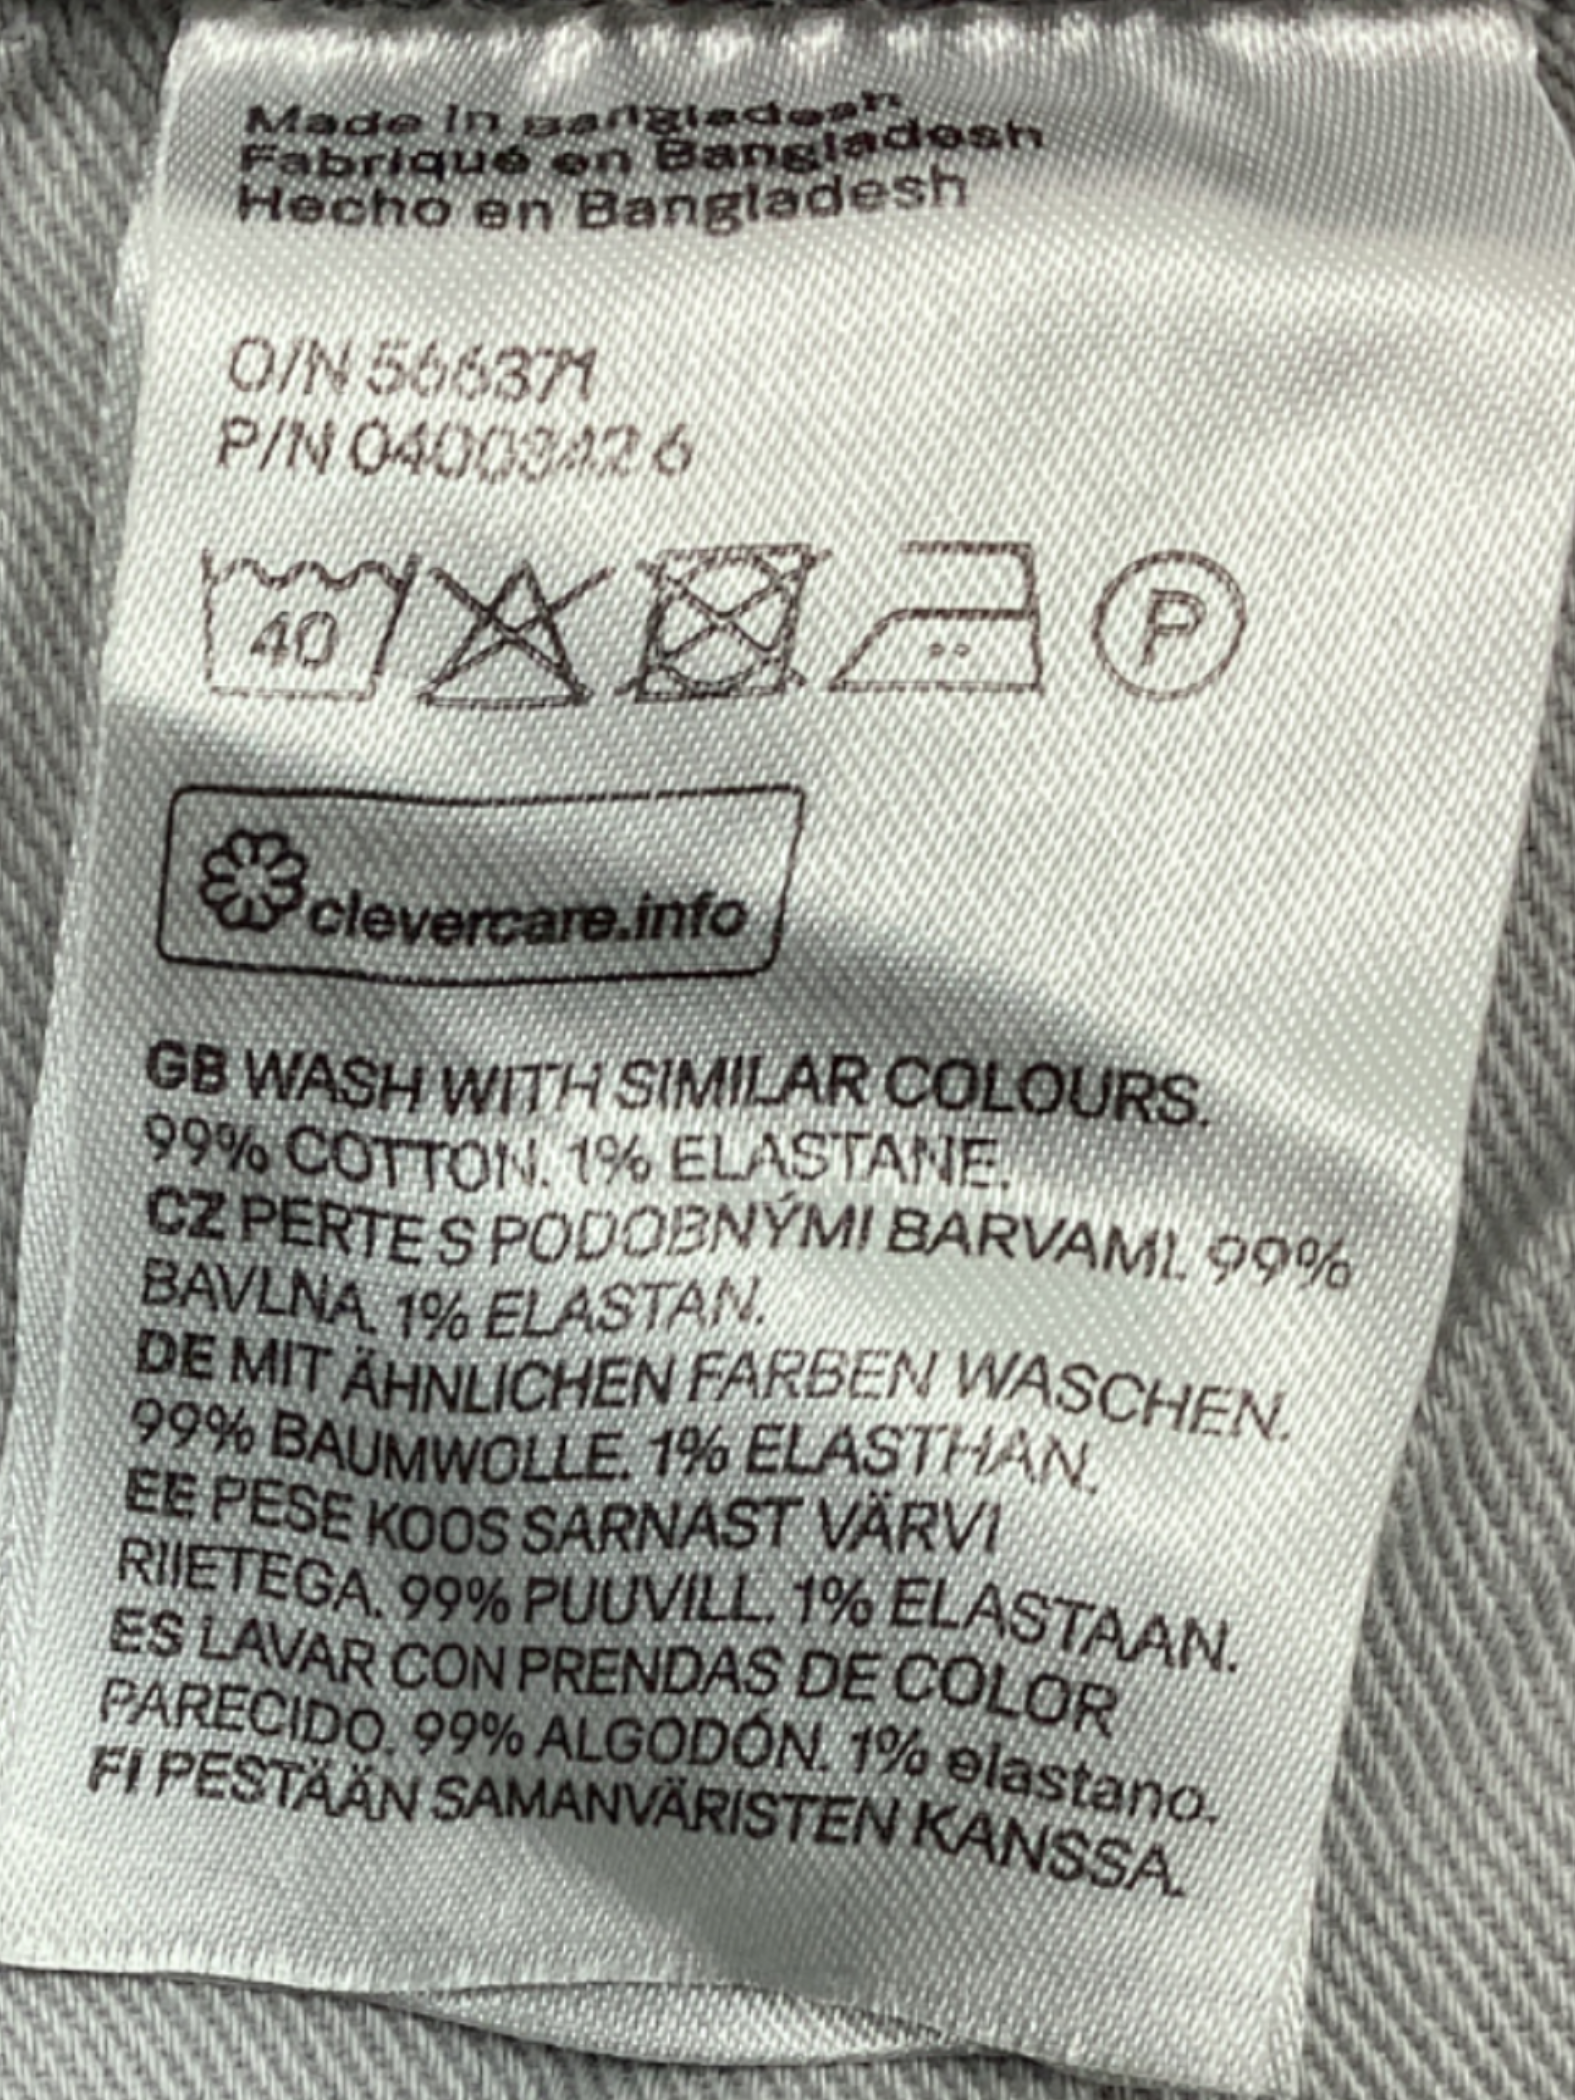 Made in Bangladesh
Fabriqué en Bangladesh
Hecho en Bangladesh
O/N 566371
P/N
40
P
clevercare.info
GB WASH WITH SIMILAR COLOURS.
99% COTTON. 1% ELASTANE.
CZ PERTE S PODOBNÝMI BARVAMI. 99%
BAVLNA. 1% ELASTAN.
DE MIT ÄHNLICHEN FARBEN WASCHEN.
99% BAUMWOLLE. 1% ELASTHAN.
EE PESE KOOS SARNAST VÄRVI
RIIETEGA. 99% PUUVILL. 1% ELASTAAN.
ES LAVAR CON PRENDAS DE COLOR
PARECIDO. 99% ALGODÓN. 1% elastano.
FI PESTÄÄN SAMANVÄRISTEN KANSSA.